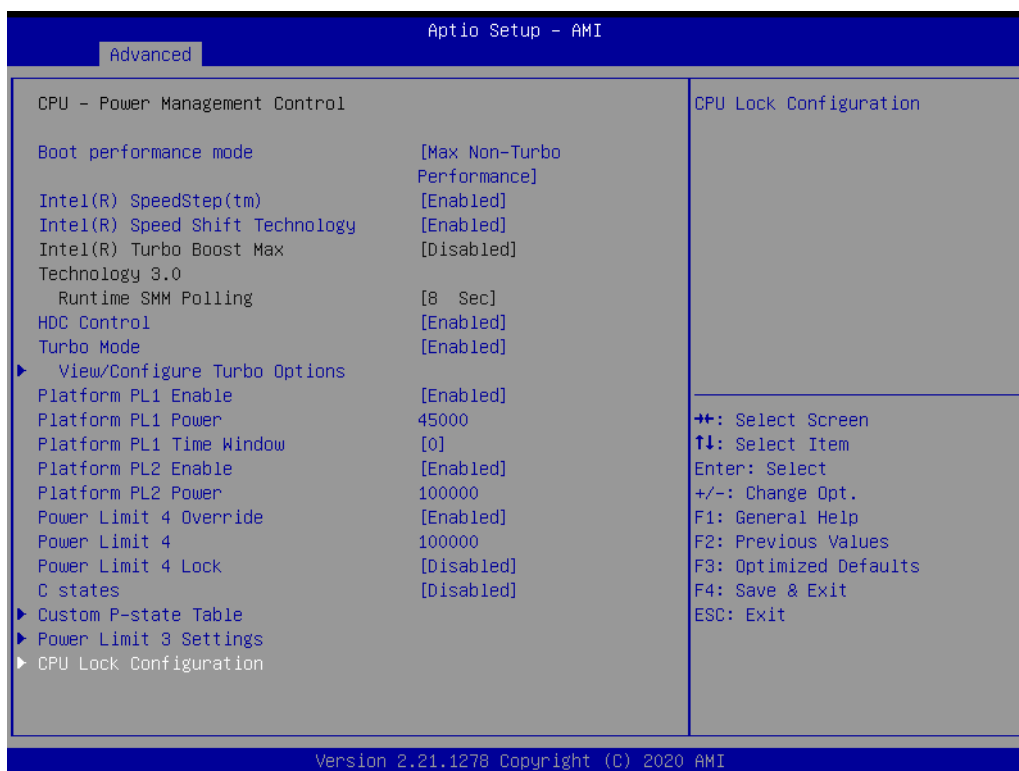 Aptio Setup – AMI
Advanced
CPU – Power Management Control
CPU Lock Configuration
Boot performance mode [Max Non-Turbo
Performance]
Intel(R) SpeedStep(tm) [Enabled]
Intel(R) Speed Shift Technology [Enabled]
Intel(R) Turbo Boost Max [Disabled]
Technology 3.0
Runtime SMM Polling [8 Sec]
HDC Control [Enabled]
Turbo Mode [Enabled]
▶ View/Configure Turbo Options
Platform PL1 Enable [Enabled]
Platform PL1 Power 45000
Platform PL1 Time Window [0]
Platform PL2 Enable [Enabled]
Platform PL2 Power 100000
Power Limit 4 Override [Enabled]
Power Limit 4 100000
Power Limit 4 Lock [Disabled]
C states [Disabled]
▶ Custom P-state Table
▶ Power Limit 3 Settings
▶ CPU Lock Configuration
→←: Select Screen
↑↓: Select Item
Enter: Select
+/-: Change Opt.
F1: General Help
F2: Previous Values
F3: Optimized Defaults
F4: Save & Exit
ESC: Exit
Version 2.21.1278 Copyright (C) 2020 AMI